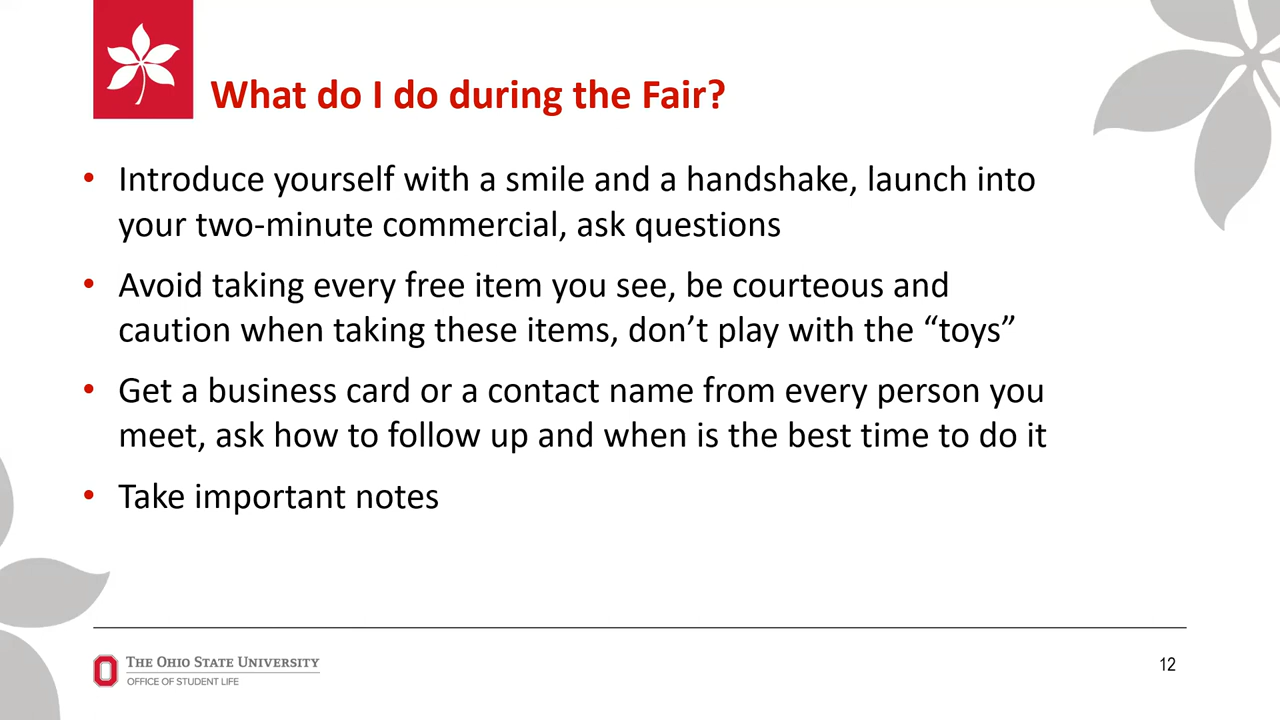 What do I do during the Fair?
• Introduce yourself with a smile and a handshake, launch into
your two-minute commercial, ask questions
• Avoid taking every free item you see, be courteous and
caution when taking these items, don’t play with the “toys”
• Get a business card or a contact name from every person you
meet, ask how to follow up and when is the best time to do it
• Take important notes
THE OHIO STATE UNIVERSITY
OFFICE OF STUDENT LIFE
12